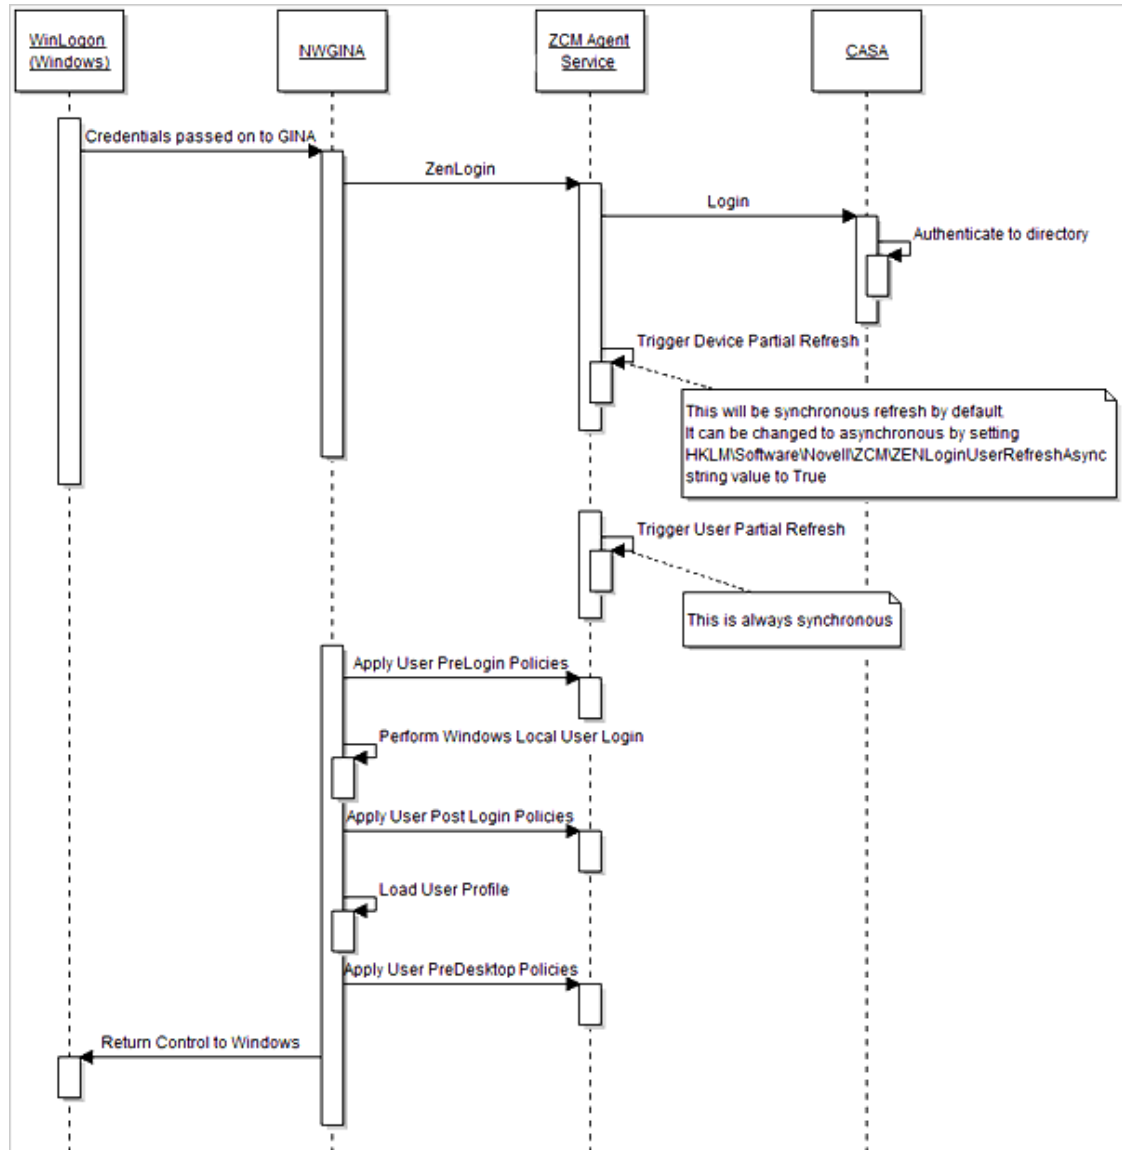 WinLogon
(Windows)
NWGINA
ZCM Agent
Service
CASA
Credentials passed on to GINA
ZenLogin
Login
Authenticate to directory
Trigger Device Partial Refresh
This will be synchronous refresh by default.
It can be changed to asynchronous by setting
HKLM\Software\Novell\ZCM\ZENLoginUserRefreshAsync
string value to True
Trigger User Partial Refresh
This is always synchronous
Apply User PreLogin Policies
Perform Windows Local User Login
Apply User Post Login Policies
Load User Profile
Apply User PreDesktop Policies
Return Control to Windows